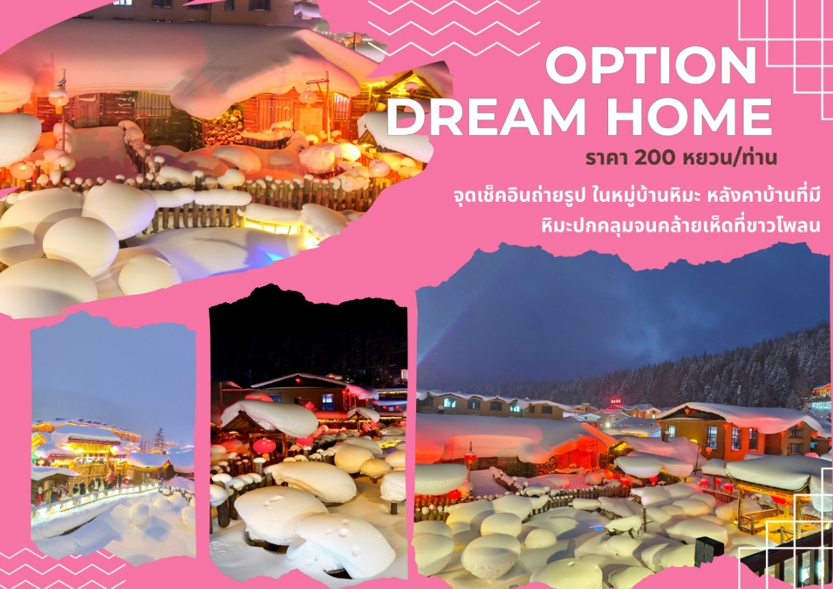 OPTION
DREAM HOME
ราคา 200 หยวน/ท่าน
จุดเช็คอินถ่ายรูป ในหมู่บ้านหิมะ หลังคาบ้านที่มี
หิมะปกคลุมจนคล้ายเห็ดที่ขาวโพลน